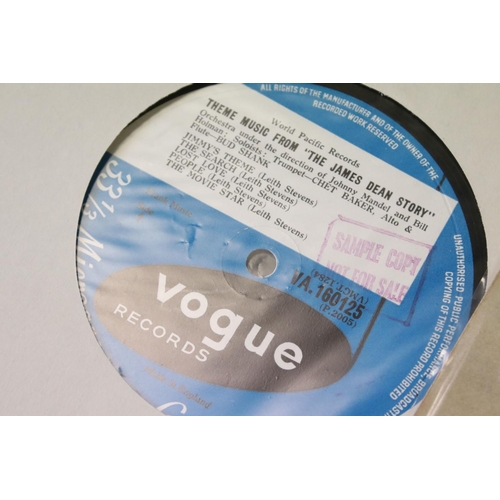 ALL RIGHTS OF THE MANUFACTURER AND OF THE OWNER OF THE
RECORDED WORK RESERVED
UNAUTHORISED PUBLIC PERFORMANCE, BROADCASTING
COPYING OF THIS RECORD PROHIBITED
World Pacific Records
THEME MUSIC FROM "THE JAMES DEAN STORY"
Orchestra under the direction of Johnny Mandel and Bill
Holman; Soloists—Trumpet—CHET BAKER, Alto &
Flute—BUD SHANK
JIMMY'S THEME (Leith Stevens)
THE SEARCH (Leith Stevens)
LOST LOVE (Leith Stevens)
PEOPLE (Leith Stevens)
THE MOVIE STAR (Leith Stevens)
SAMPLE COPY
NOT FOR SALE
VA.160125
(P.2005)
33 1/3
vogue
RECORDS